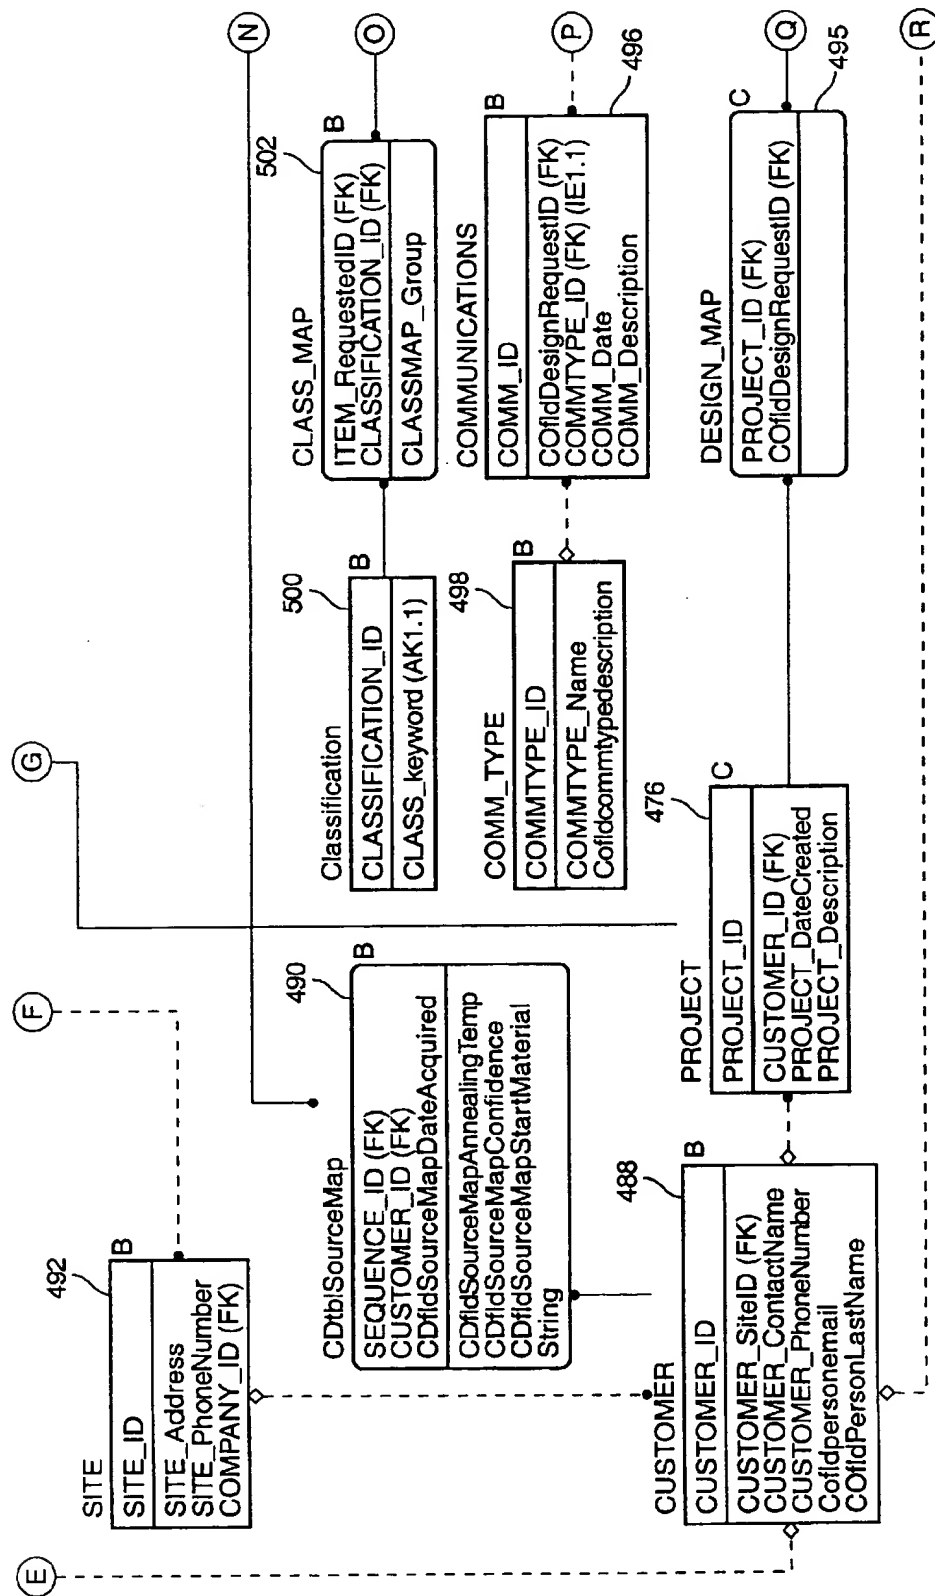 E
F
G
N
SITE
492
B
SITE_ID
SITE_Address
SITE_PhoneNumber
COMPANY_ID (FK)
CDtblSourceMap
490
B
SEQUENCE_ID (FK)
CUSTOMER_ID (FK)
CDfldSourceMapDateAcquired
CDfldSourceMapAnnealingTemp
CDfldSourceMapConfidence
CDfldSourceMapStartMaterial
String
Classification
500
B
CLASSIFICATION_ID
CLASS_keyword (AK1.1)
CLASS_MAP
502
B
ITEM_RequestedID (FK)
CLASSIFICATION_ID (FK)
CLASSMAP_Group
O
COMM_TYPE
498
B
COMMTYPE_ID
COMMTYPE_Name
Cofldcommtypedescription
COMMUNICATIONS
B
COMM_ID
COfldDesignRequestID (FK)
COMMTYPE_ID (FK) (IE1.1)
COMM_Date
COMM_Description
496
P
CUSTOMER
488
B
CUSTOMER_ID
CUSTOMER_SiteID (FK)
CUSTOMER_ContactName
CUSTOMER_PhoneNumber
Cofldpersonemail
COfldPersonLastName
PROJECT
476
C
PROJECT_ID
CUSTOMER_ID (FK)
PROJECT_DateCreated
PROJECT_Description
DESIGN_MAP
C
PROJECT_ID (FK)
COfldDesignRequestID (FK)
495
Q
R